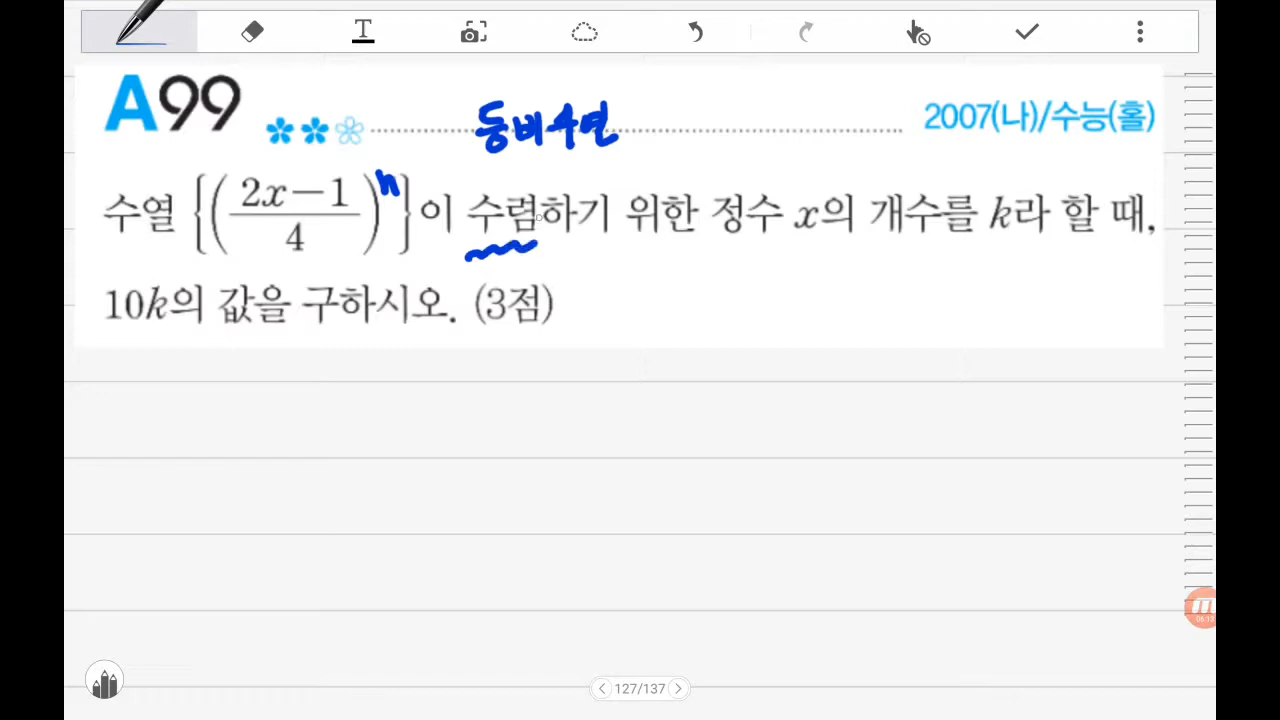 T
A99 등비수열 2007(나)/수능(홀)
수열 {((2x-1)/4)^n}이 수렴하기 위한 정수 x의 개수를 k라 할 때,
10k의 값을 구하시오. (3점)
06:13
127/137